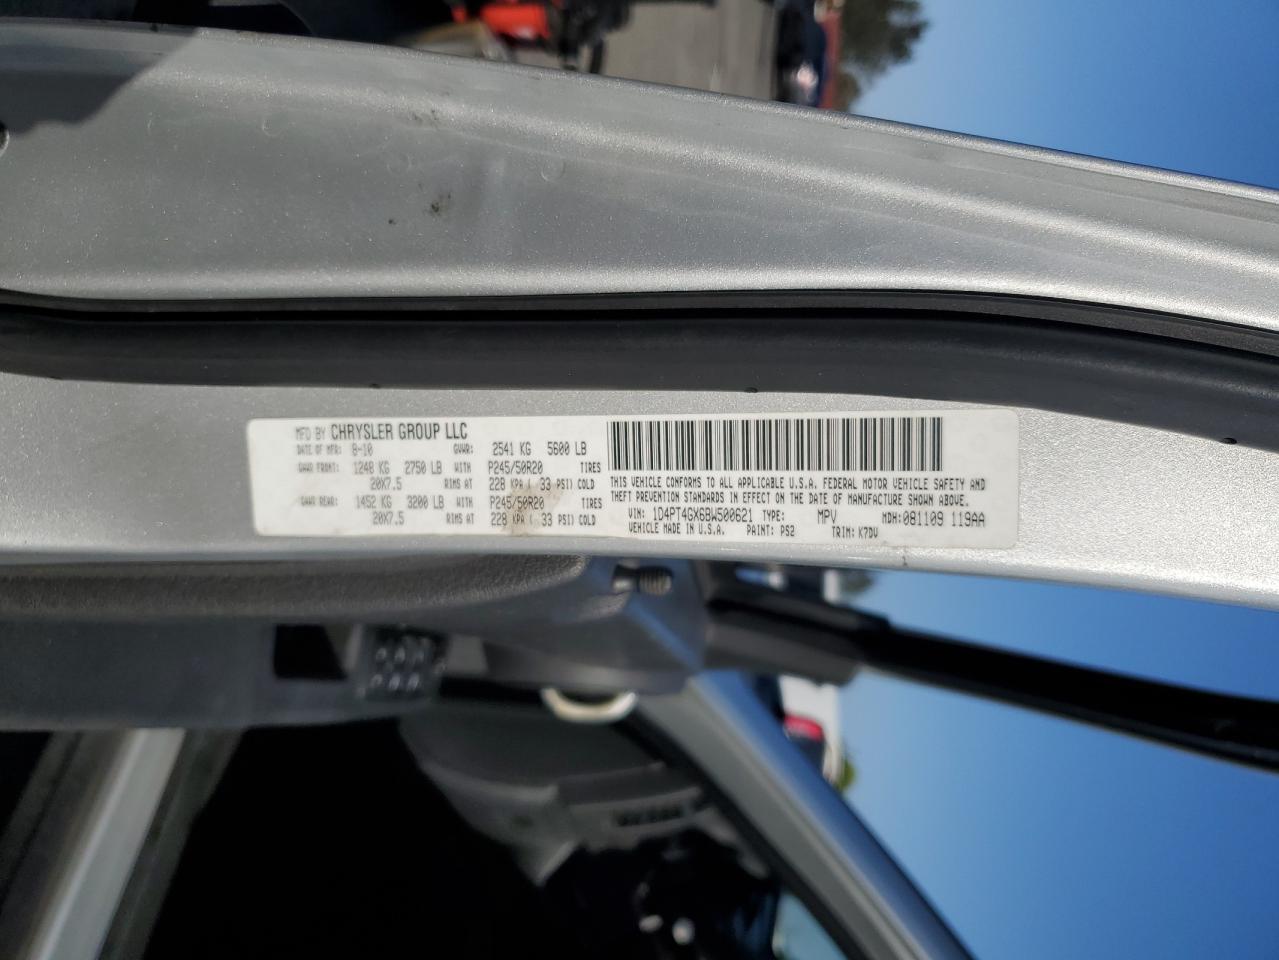 MFD BY CHRYSLER GROUP LLC
DATE OF MFR: 8-10 GVWR: 2541 KG 5600 LB
GAWR FRONT: 1248 KG 2750 LB WITH P245/50R20 TIRES
20X7.5 RIMS AT 228 KPA ( 33 PSI) COLD
GAWR REAR: 1452 KG 3200 LB WITH P245/50R20 TIRES
20X7.5 RIMS AT 228 KPA ( 33 PSI) COLD
THIS VEHICLE CONFORMS TO ALL APPLICABLE U.S.A. FEDERAL MOTOR VEHICLE SAFETY AND
THEFT PREVENTION STANDARDS IN EFFECT ON THE DATE OF MANUFACTURE SHOWN ABOVE.
VIN: 1D4PT4GX6BW500621 TYPE: MPV MDH: 081109 119AA
VEHICLE MADE IN U.S.A. PAINT: PS2 TRIM: K7DV